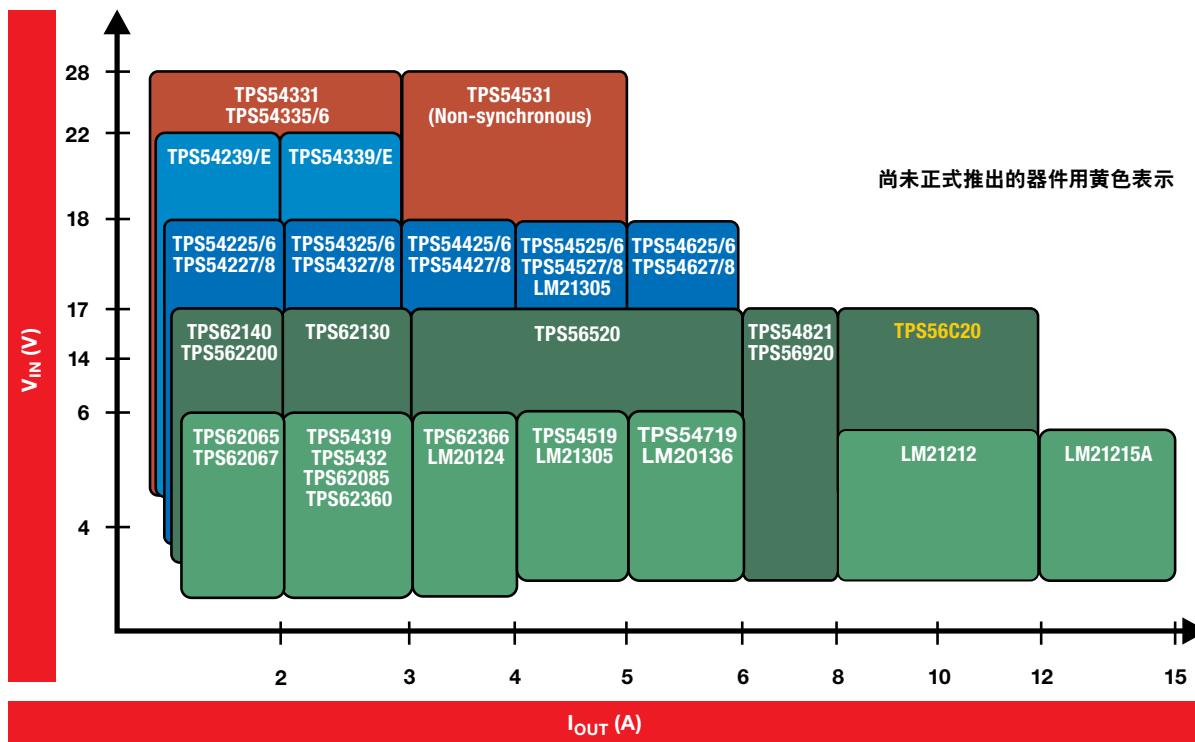 28
TPS54331
TPS54335/6
TPS54531
(Non-synchronous)
22
TPS54239/E
TPS54339/E
尚未正式推出的器件用黄色表示
18
TPS54225/6
TPS54227/8
TPS54325/6
TPS54327/8
TPS54425/6
TPS54427/8
TPS54525/6
TPS54527/8
LM21305
TPS54625/6
TPS54627/8
17
TPS62140
TPS562200
TPS62130
TPS56520
TPS54821
TPS56920
TPS56C20
14
6
TPS62065
TPS62067
TPS54319
TPS5432
TPS62085
TPS62360
TPS62366
LM20124
TPS54519
LM21305
TPS54719
LM20136
LM21212
LM21215A
4
VIN (V)
2
3
4
5
6
8
10
12
15
IOUT (A)